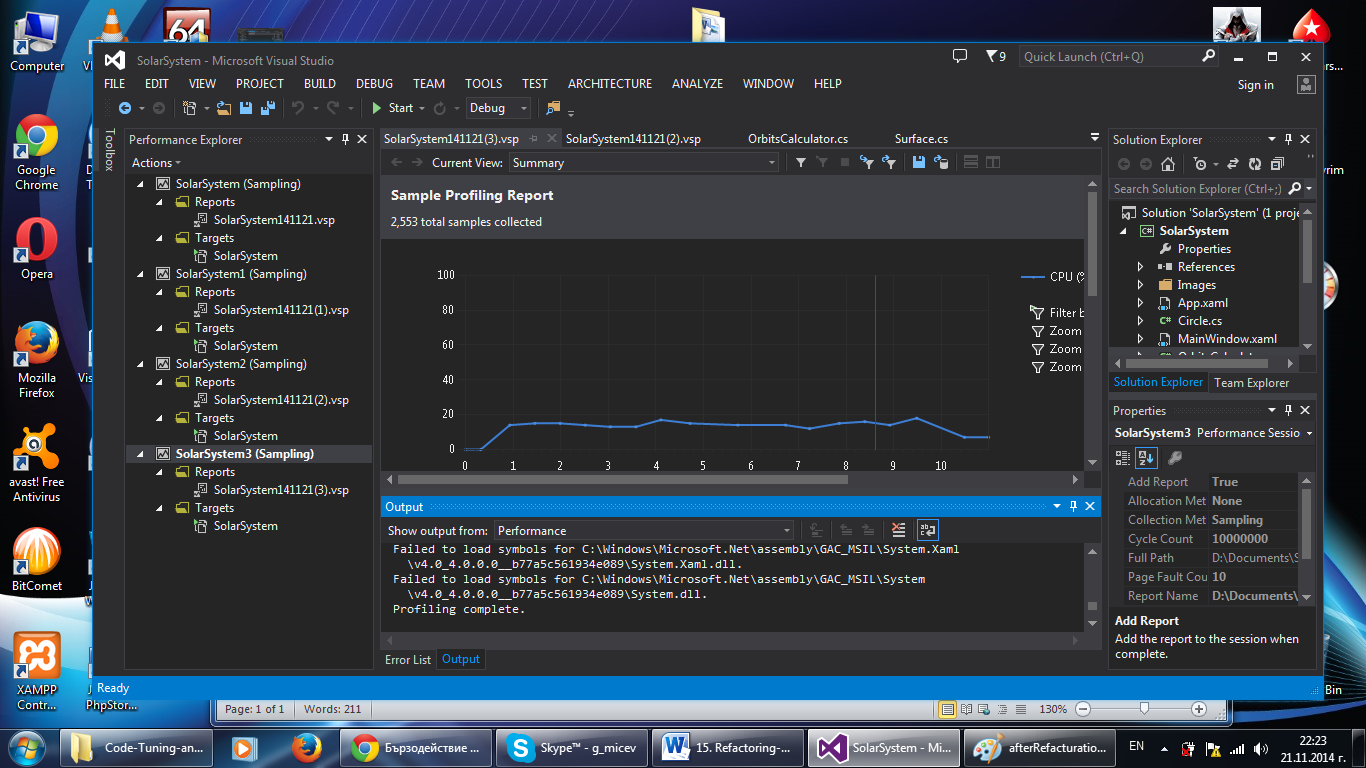 Computer
Google
Chrome
Opera
Mozilla
Firefox
avast! Free
Antivirus
BitComet
XAMPP
Contr...
PhpStor...
64
SolarSystem - Microsoft Visual Studio
9
Quick Launch (Ctrl+Q)
FILE EDIT VIEW PROJECT BUILD DEBUG TEAM TOOLS TEST ARCHITECTURE ANALYZE WINDOW HELP
Sign in
Start
Debug
Toolbox
Performance Explorer
Actions
SolarSystem (Sampling)
Reports
SolarSystem141121.vsp
Targets
SolarSystem
SolarSystem1 (Sampling)
Reports
SolarSystem141121(1).vsp
Targets
SolarSystem
SolarSystem2 (Sampling)
Reports
SolarSystem141121(2).vsp
Targets
SolarSystem
SolarSystem3 (Sampling)
Reports
SolarSystem141121(3).vsp
Targets
SolarSystem
SolarSystem141121(3).vsp SolarSystem141121(2).vsp OrbitsCalculator.cs Surface.cs
Current View: Summary
Sample Profiling Report
2,553 total samples collected
100
80
60
40
20
0
0 1 2 3 4 5 6 7 8 9 10
CPU (%
Filter b
Zoom
Zoom
Zoom
Output
Show output from: Performance
Failed to load symbols for C:\Windows\Microsoft.Net\assembly\GAC_MSIL\System.Xaml
\v4.0_4.0.0.0__b77a5c561934e089\System.Xaml.dll.
Failed to load symbols for C:\Windows\Microsoft.Net\assembly\GAC_MSIL\System
\v4.0_4.0.0.0__b77a5c561934e089\System.dll.
Profiling complete.
Error List Output
Solution Explorer
Search Solution Explorer (Ctrl+;)
Solution 'SolarSystem' (1 proje
SolarSystem
Properties
References
Images
App.xaml
Circle.cs
MainWindow.xaml
Solution Explorer Team Explorer
Properties
SolarSystem3 Performance Sessio
Add Report True
Allocation Met None
Collection Met Sampling
Cycle Count 10000000
Full Path D:\Documents\S
Page Fault Cou 10
Report Name D:\Documents\
Add Report
Add the report to the session when
complete.
Ready
Bin
Page: 1 of 1 Words: 211
130%
Code-Tuning-an...
Бързодействие ...
Skype™ - g_micev
15. Refactoring-...
SolarSystem - Mi...
afterRefacturatio...
EN
22:23
21.11.2014 г.